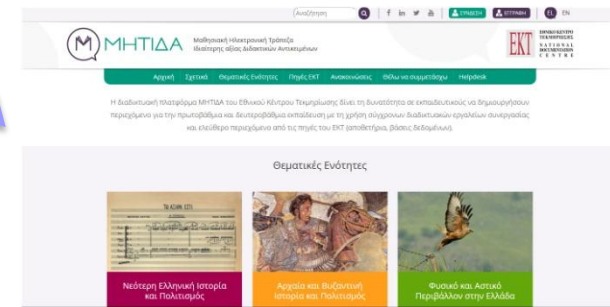 Αναζήτηση
ΣΥΝΔΕΣΗ
ΕΓΓΡΑΦΗ
EL EN
ΜΗΤΙΔΑ
Μαθησιακή Ηλεκτρονική Τράπεζα
Ιδιαίτερης αξίας Διδακτικών Αντικειμένων
ΕΚΤ
ΕΘΝΙΚΟ ΚΕΝΤΡΟ
ΤΕΚΜΗΡΙΩΣΗΣ
NATIONAL
DOCUMENTATION
CENTRE
Αρχική Σχετικά Θεματικές Ενότητες Πηγές ΕΚΤ Ανακοινώσεις Θέλω να συμμετάσχω Helpdesk
Η διαδικτυακή πλατφόρμα ΜΗΤΙΔΑ του Εθνικού Κέντρου Τεκμηρίωσης δίνει τη δυνατότητα σε εκπαιδευτικούς να δημιουργήσουν
περιεχόμενο για την πρωτοβάθμια και δευτεροβάθμια εκπαίδευση με τη χρήση σύγχρονων διαδικτυακών εργαλείων συνεργασίας
και ελεύθερο περιεχόμενο από τις πηγές του ΕΚΤ (αποθετήρια, βάσεις δεδομένων).
Θεματικές Ενότητες
Νεότερη Ελληνική Ιστορία
και Πολιτισμός
Αρχαία και Βυζαντινή
Ιστορία και Πολιτισμός
Φυσικό και Αστικό
Περιβάλλον στην Ελλάδα